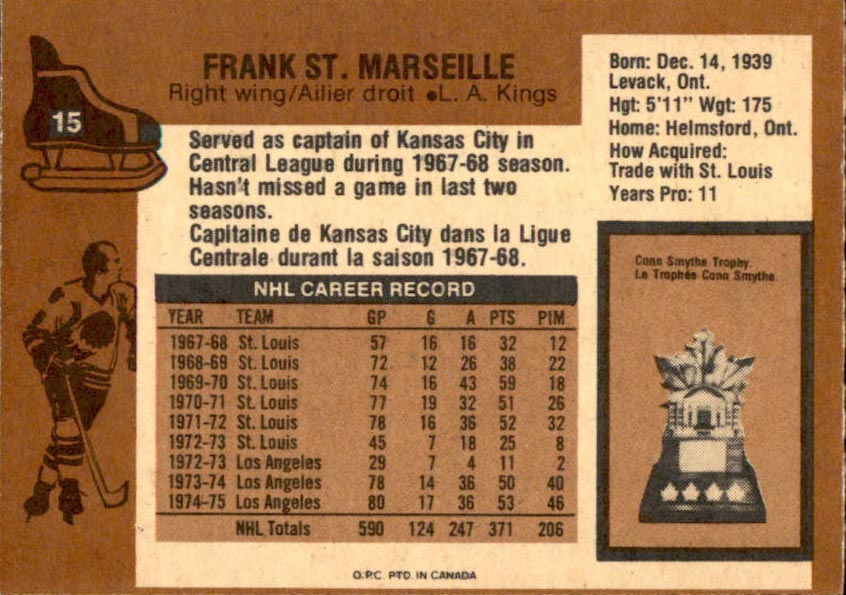 15
FRANK ST. MARSEILLE
Right wing/Ailier droit ●L. A. Kings
Served as captain of Kansas City in
Central League during 1967-68 season.
Hasn't missed a game in last two
seasons.
Capitaine de Kansas City dans la Ligue
Centrale durant la saison 1967-68.
Born: Dec. 14, 1939
Levack, Ont.
Hgt: 5'11" Wgt: 175
Home: Helmsford, Ont.
How Acquired:
Trade with St. Louis
Years Pro: 11
NHL CAREER RECORD
YEAR TEAM GP G A PTS PIM
1967-68 St. Louis 57 16 16 32 12
1968-69 St. Louis 72 12 26 38 22
1969-70 St. Louis 74 16 43 59 18
1970-71 St. Louis 77 19 32 51 26
1971-72 St. Louis 78 16 36 52 32
1972-73 St. Louis 45 7 18 25 8
1972-73 Los Angeles 29 7 4 11 2
1973-74 Los Angeles 78 14 36 50 40
1974-75 Los Angeles 80 17 36 53 46
NHL Totals 590 124 247 371 206
Conn Smythe Trophy.
Le Trophée Conn Smythe.
O.P.C. PTD. IN CANADA